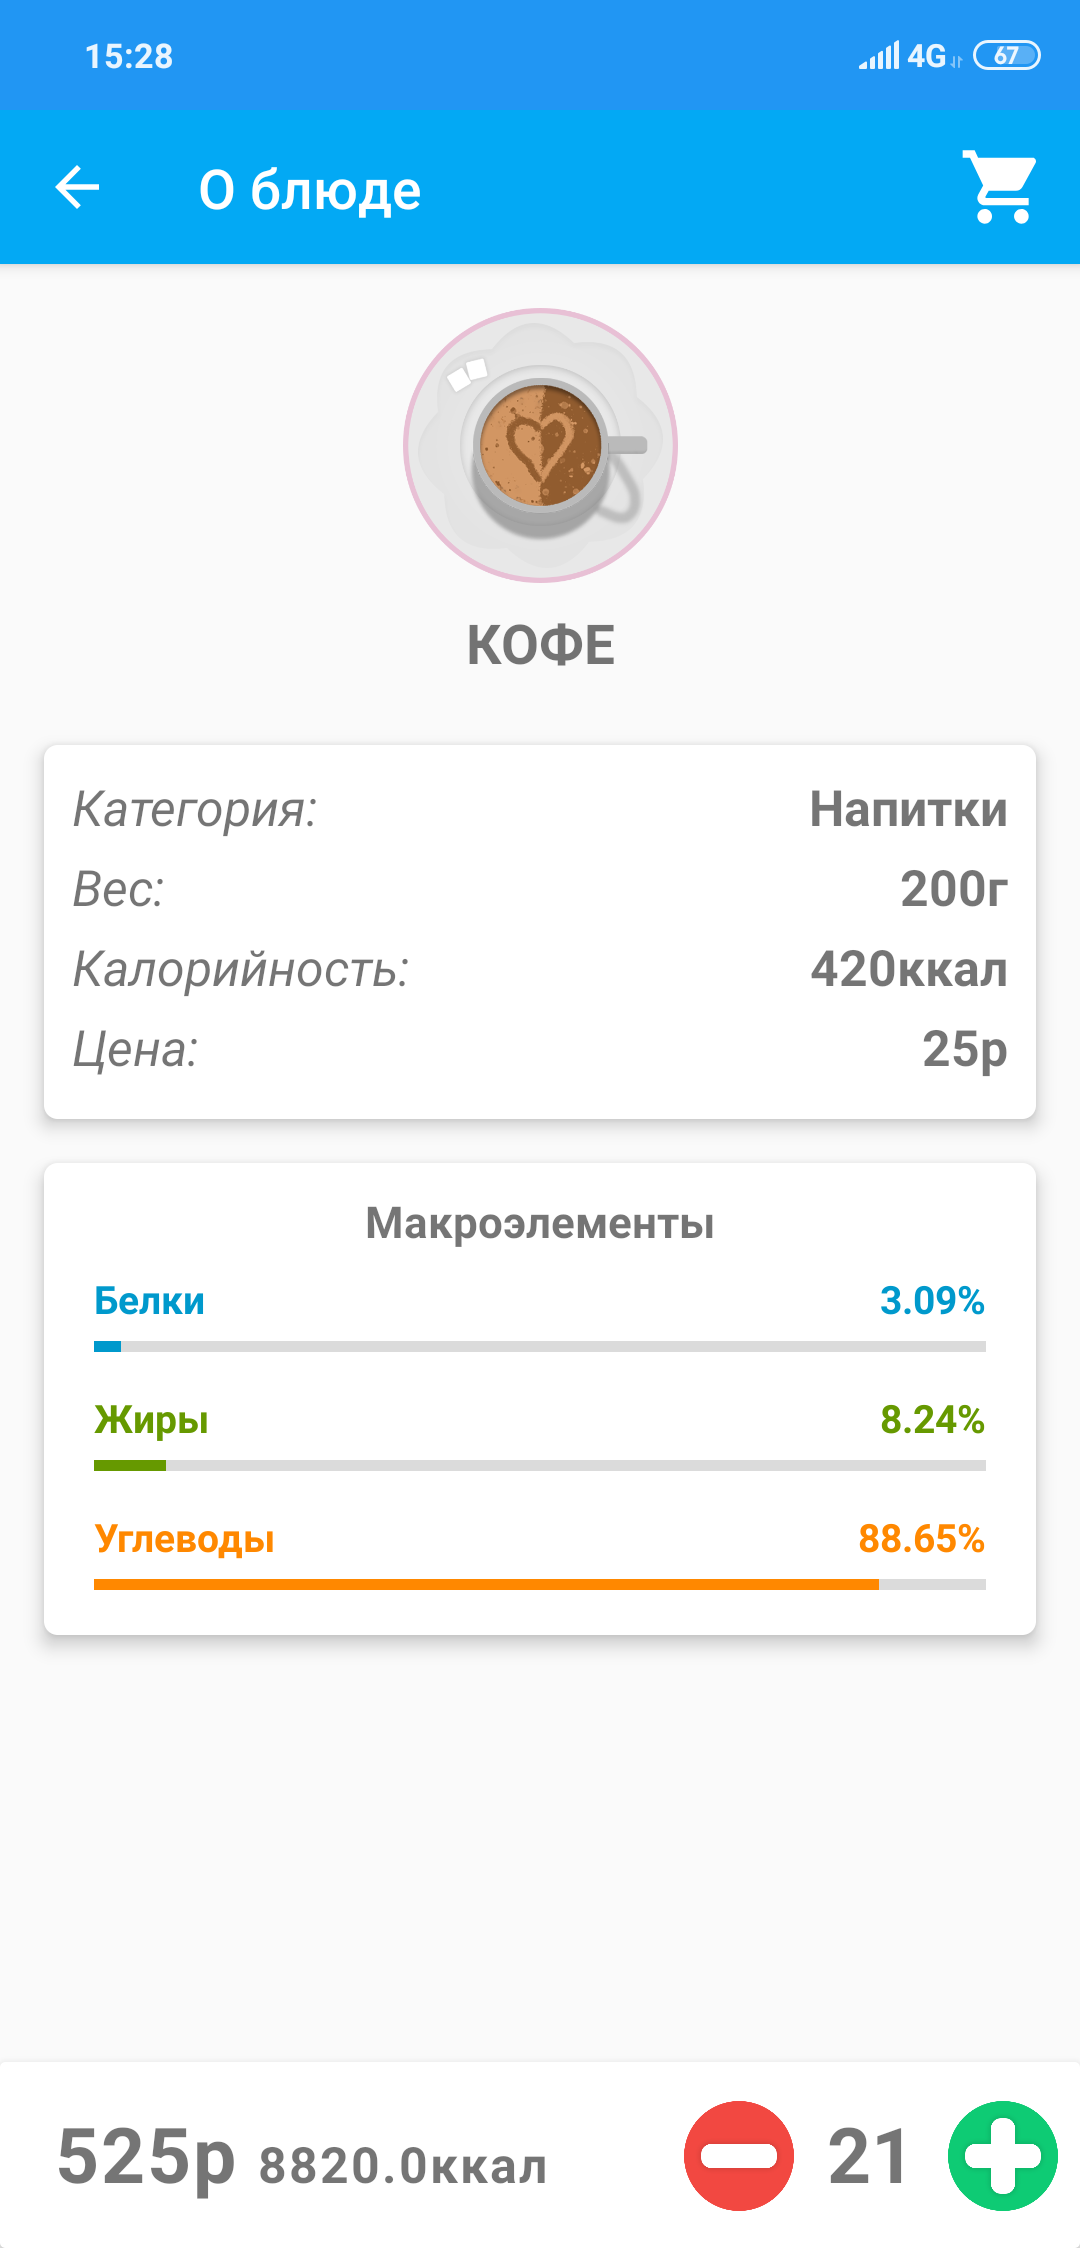 15:28 4G 67
О блюде
КОФЕ
Категория: Напитки
Вес: 200г
Калорийность: 420ккал
Цена: 25р
Макроэлементы
Белки 3.09%
Жиры 8.24%
Углеводы 88.65%
525р 8820.0ккал 21